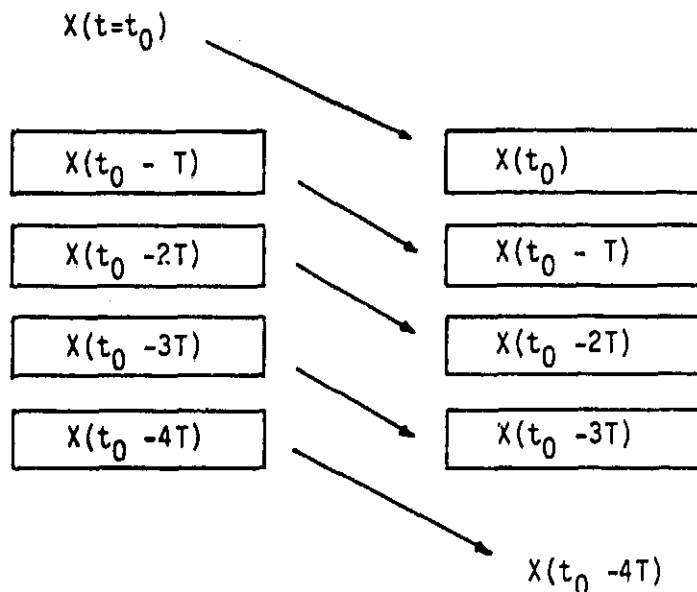 X(t=t₀)
X(t₀ - T)
X(t₀ -2T)
X(t₀ -3T)
X(t₀ -4T)
X(t₀)
X(t₀ - T)
X(t₀ -2T)
X(t₀ -3T)
X(t₀ -4T)